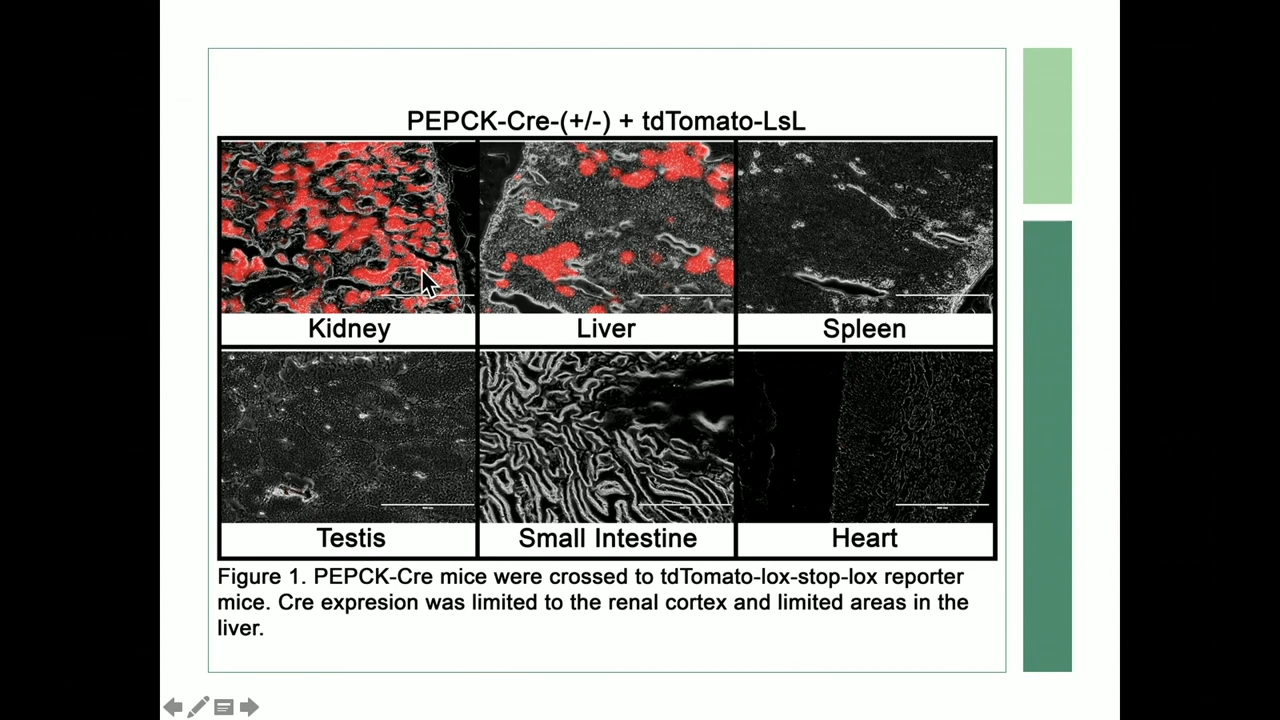 PEPCK-Cre-(+/-) + tdTomato-LsL
Kidney
Liver
Spleen
Testis
Small Intestine
Heart
Figure 1. PEPCK-Cre mice were crossed to tdTomato-lox-stop-lox reporter
mice. Cre expresion was limited to the renal cortex and limited areas in the
liver.